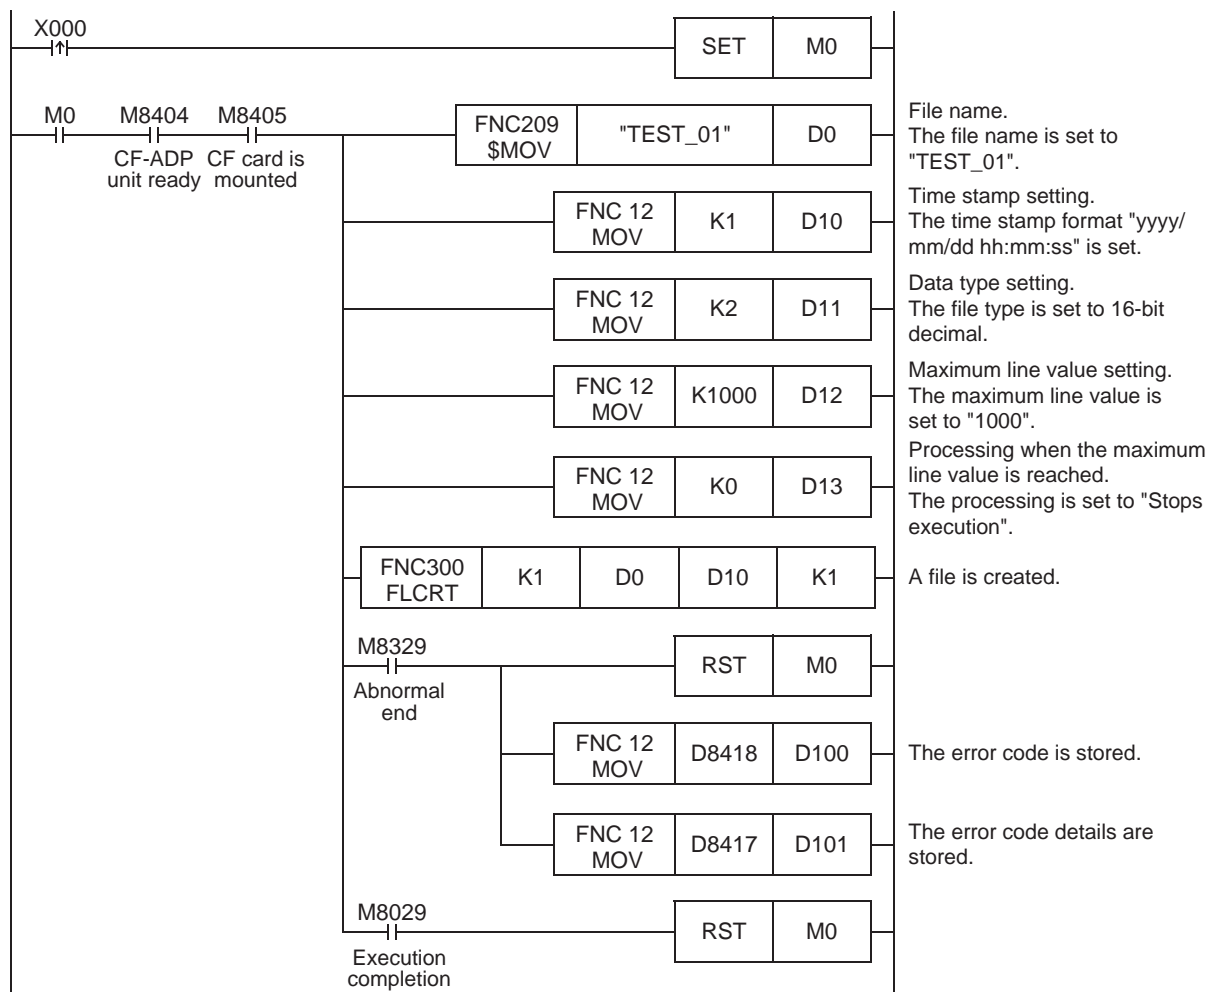 X000
SET M0
M0 M8404 M8405
CF-ADP unit ready
CF card is mounted
FNC209 $MOV "TEST_01" D0
File name.
The file name is set to
"TEST_01".
FNC 12 MOV K1 D10
Time stamp setting.
The time stamp format "yyyy/
mm/dd hh:mm:ss" is set.
FNC 12 MOV K2 D11
Data type setting.
The file type is set to 16-bit
decimal.
FNC 12 MOV K1000 D12
Maximum line value setting.
The maximum line value is
set to "1000".
FNC 12 MOV K0 D13
Processing when the maximum
line value is reached.
The processing is set to "Stops
execution".
FNC300 FLCRT K1 D0 D10 K1
A file is created.
M8329
Abnormal
end
RST M0
FNC 12 MOV D8418 D100
The error code is stored.
FNC 12 MOV D8417 D101
The error code details are
stored.
M8029
Execution
completion
RST M0